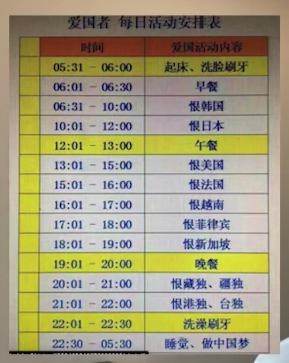 爱国者 每日活动安排表
时间 爱国活动内容
05:31 - 06:00 起床、洗脸刷牙
06:01 - 06:30 早餐
06:31 - 10:00 恨韩国
10:01 - 12:00 恨日本
12:01 - 13:00 午餐
13:01 - 15:00 恨美国
15:01 - 16:00 恨法国
16:01 - 17:00 恨越南
17:01 - 18:00 恨菲律宾
18:01 - 19:00 恨新加坡
19:01 - 20:00 晚餐
20:01 - 21:00 恨藏独、疆独
21:01 - 22:00 恨港独、台独
22:01 - 22:30 洗澡刷牙
22:30 - 05:30 睡觉、做中国梦